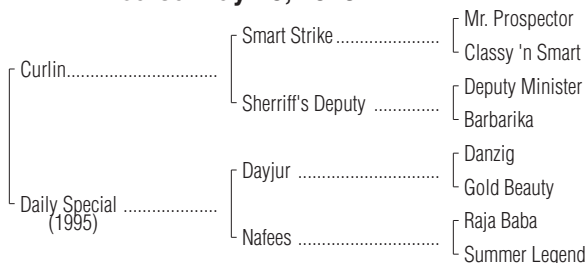 Smart Strike
Mr. Prospector
Classy 'n Smart
Curlin
Sherriff's Deputy
Deputy Minister
Barbarika
Dayjur
Danzig
Gold Beauty
Daily Special
(1995)
Nafees
Raja Baba
Summer Legend